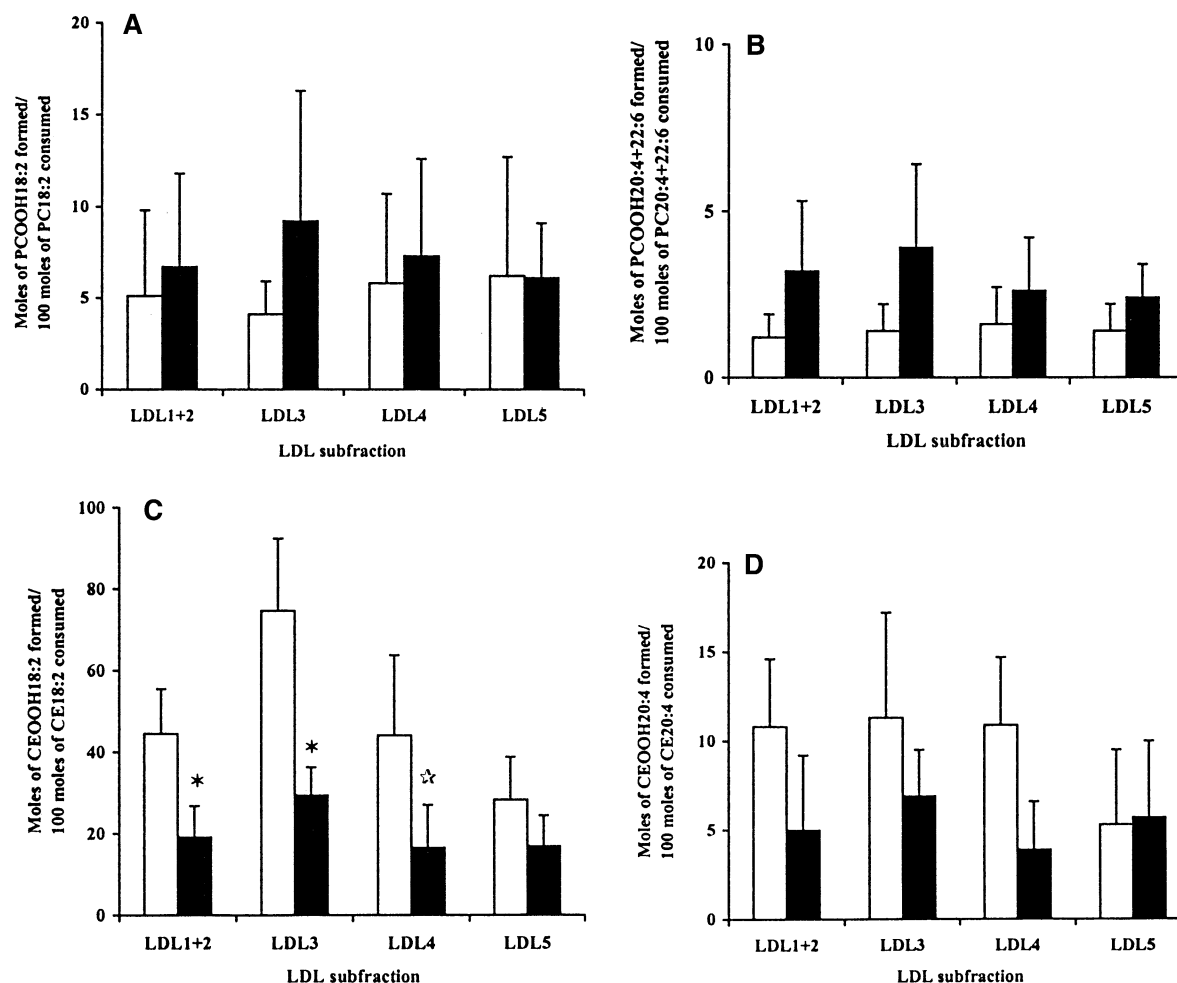 A
Moles of PCOOH18:2 formed/
100 moles of PC18:2 consumed
20
15
10
5
0
LDL1+2 LDL3 LDL4 LDL5
LDL subfraction
B
Moles of PCOOH20:4+22:6 formed/
100 moles of PC20:4+22:6 consumed
10
5
0
LDL1+2 LDL3 LDL4 LDL5
LDL subfraction
C
Moles of CEOOH18:2 formed/
100 moles of CE18:2 consumed
100
80
60
40
20
0
LDL1+2 LDL3 LDL4 LDL5
LDL subfraction
D
Moles of CEOOH20:4 formed/
100 moles of CE20:4 consumed
20
15
10
5
0
LDL1+2 LDL3 LDL4 LDL5
LDL subfraction